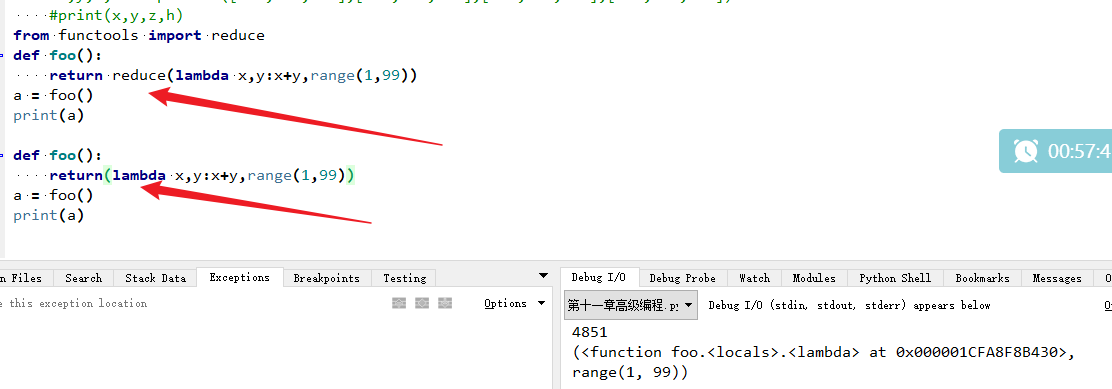 #print(x,y,z,h)
from functools import reduce
def foo():
return reduce(lambda x,y:x+y,range(1,99))
a = foo()
print(a)
def foo():
return(lambda x,y:x+y,range(1,99))
a = foo()
print(a)
00:57:4
n Files Search Stack Data Exceptions Breakpoints Testing
Debug I/O Debug Probe Watch Modules Python Shell Bookmarks Messages O
e this exception location Options
第十一章高级编程.py Debug I/O (stdin, stdout, stderr) appears below
4851
(<function foo.<locals>.<lambda> at 0x000001CFA8F8B430>,
range(1, 99))